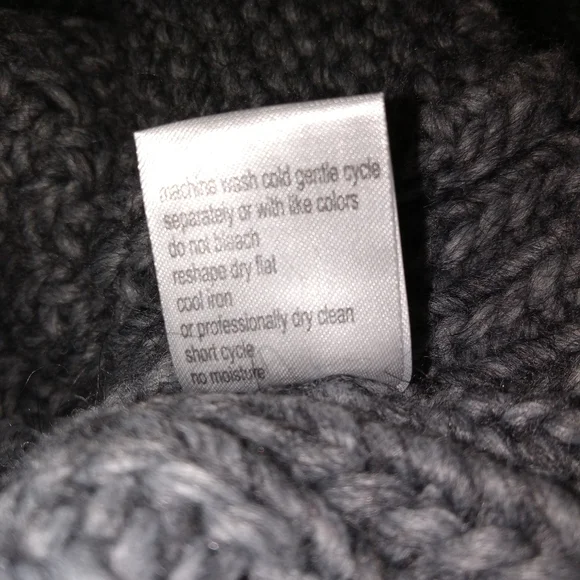 machine wash cold gentle cycle
separately or with like colors
do not bleach
reshape dry flat
cool iron
or professionally dry clean
short cycle
no moisture